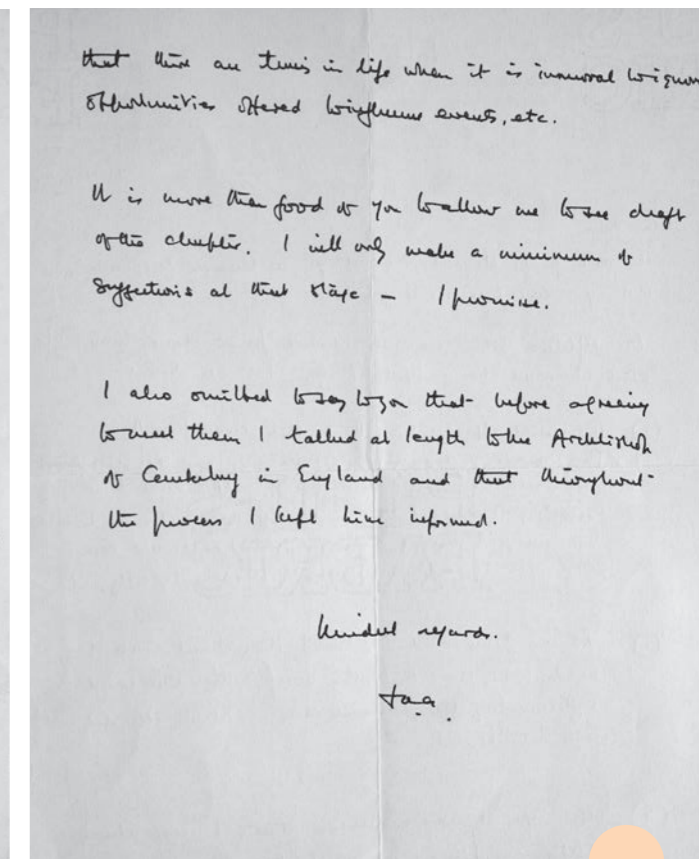 that there are times in life when it is immoral to ignore
opportunities offered to influence events, etc.
It is more than good of you to allow me to see draft
of the chapter. I will only make a minimum of
suggestions at that stage – I promise.
I also omitted to say to you that before agreeing
to meet them I talked at length to the Archbishop
of Canterbury in England and that throughout
the process I kept him informed.
Kindest regards.